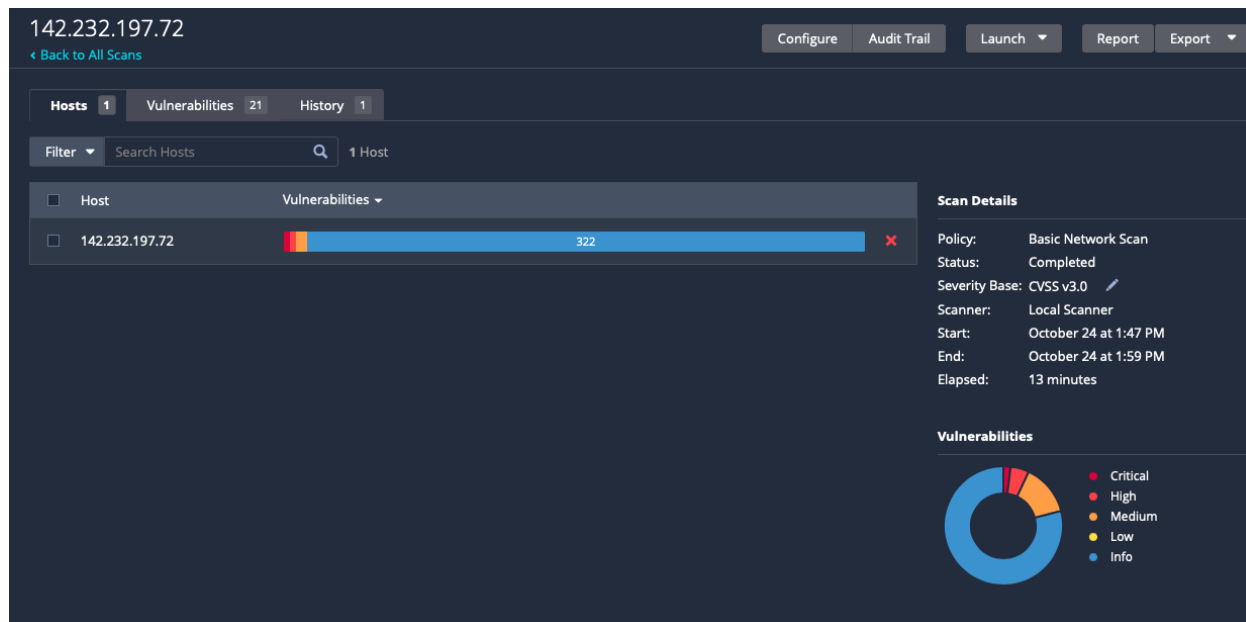 142.232.197.72
‹ Back to All Scans
Configure Audit Trail Launch Report Export
Hosts 1 Vulnerabilities 21 History 1
Filter Search Hosts 1 Host
Host Vulnerabilities
142.232.197.72 322
Scan Details
Policy: Basic Network Scan
Status: Completed
Severity Base: CVSS v3.0
Scanner: Local Scanner
Start: October 24 at 1:47 PM
End: October 24 at 1:59 PM
Elapsed: 13 minutes
Vulnerabilities
Critical
High
Medium
Low
Info